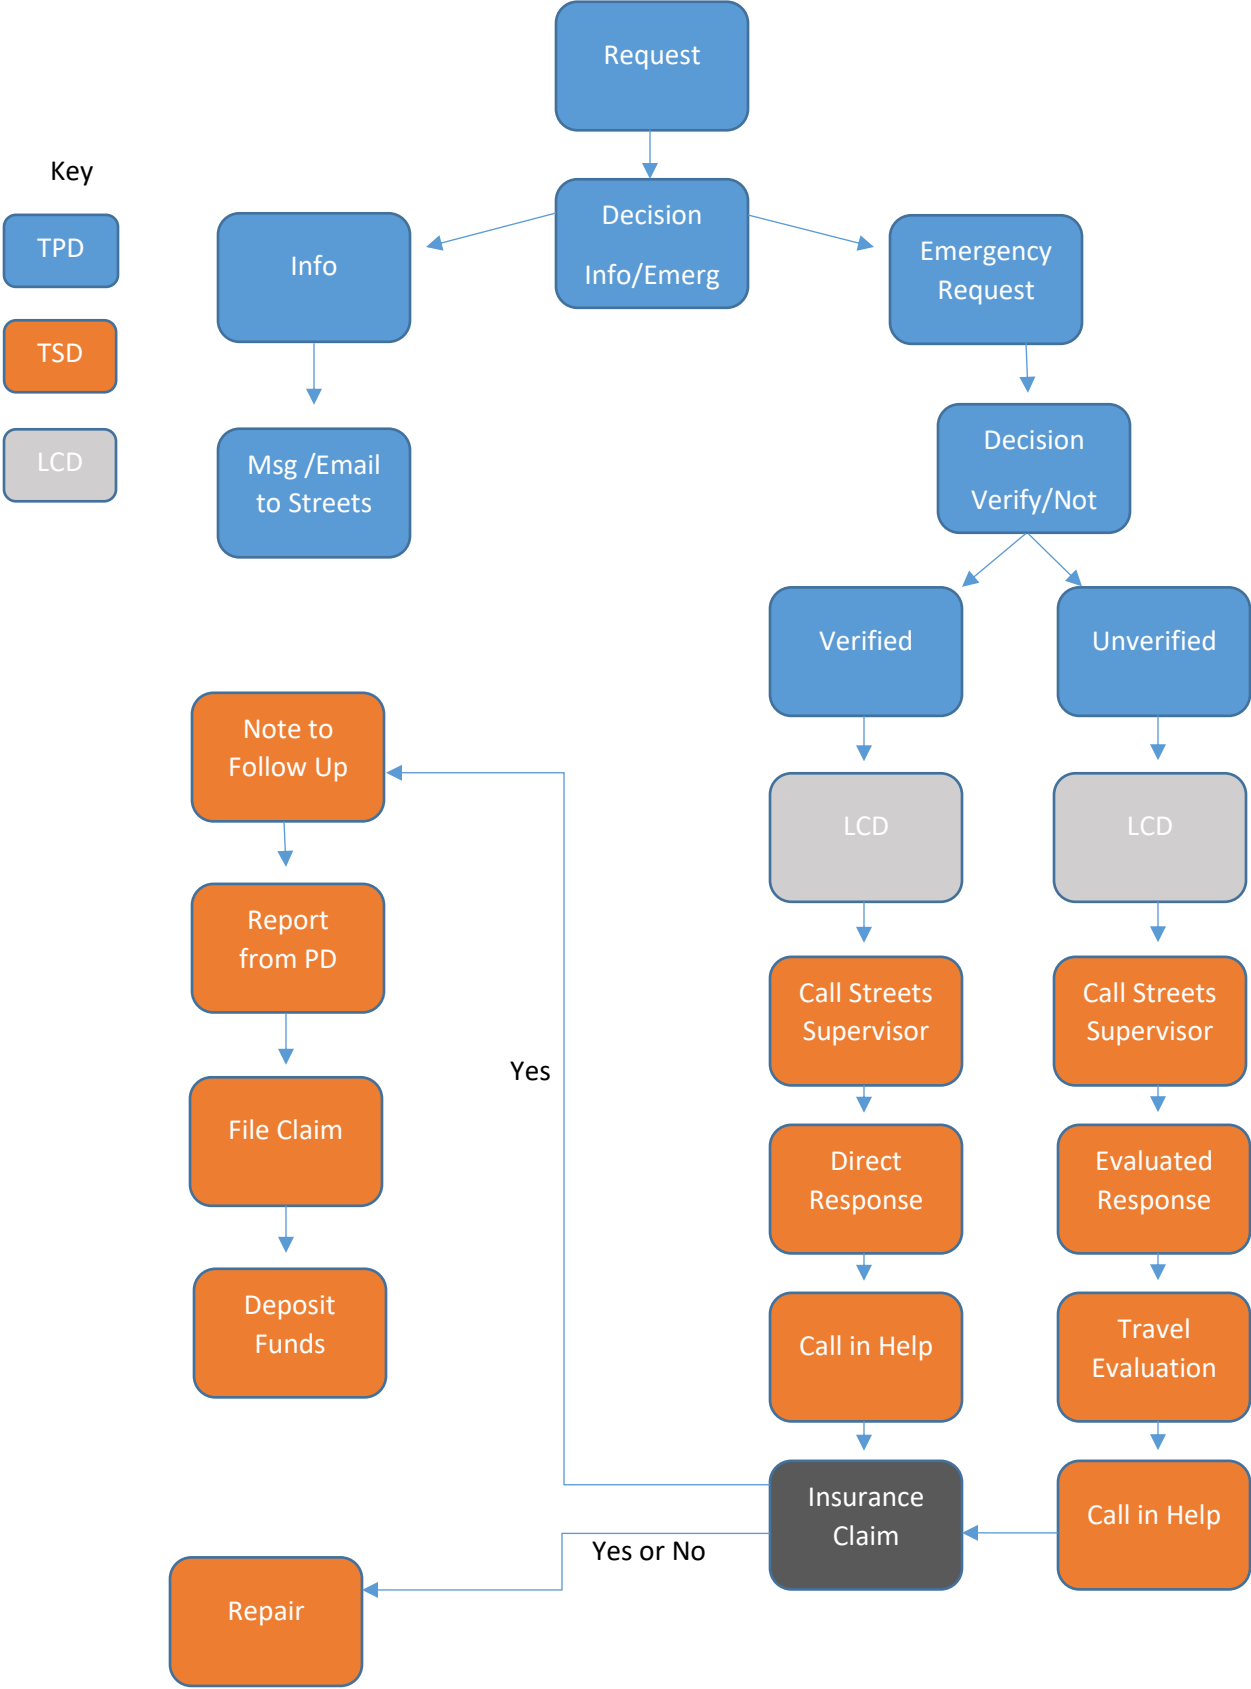 Request
Key
TPD
TSD
LCD
Decision
Info/Emerg
Info
Emergency
Request
Msg /Email
to Streets
Decision
Verify/Not
Verified
Unverified
Note to
Follow Up
LCD
LCD
Report
from PD
Call Streets
Supervisor
Call Streets
Supervisor
Yes
File Claim
Direct
Response
Evaluated
Response
Deposit
Funds
Call in Help
Travel
Evaluation
Insurance
Claim
Call in Help
Yes or No
Repair